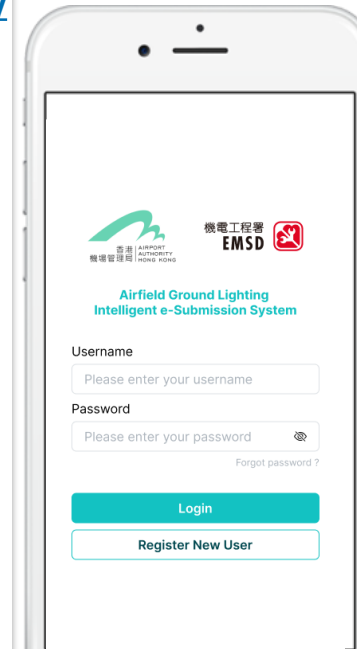 機電工程署
EMSD
香港
機場管理局
AIRPORT
AUTHORITY
HONG KONG
Airfield Ground Lighting
Intelligent e-Submission System
Username
Please enter your username
Password
Please enter your password
Forgot password ?
Login
Register New User